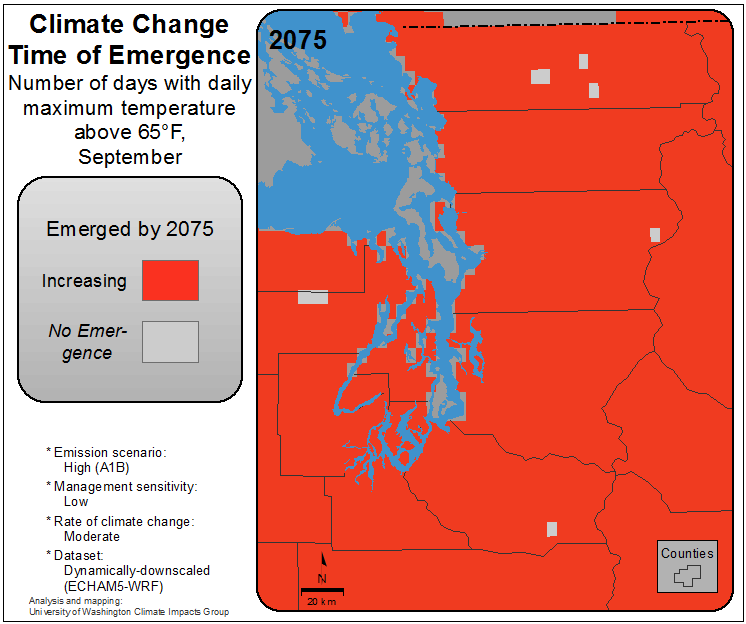 Climate Change
Time of Emergence
Number of days with daily
maximum temperature
above 65°F,
September
2075
Emerged by 2075
Increasing
No Emer-
gence
* Emission scenario:
High (A1B)
* Management sensitivity:
Low
* Rate of climate change:
Moderate
* Dataset:
Dynamically-downscaled
(ECHAM5-WRF)
Analysis and mapping:
University of Washington Climate Impacts Group
N
20 km
Counties